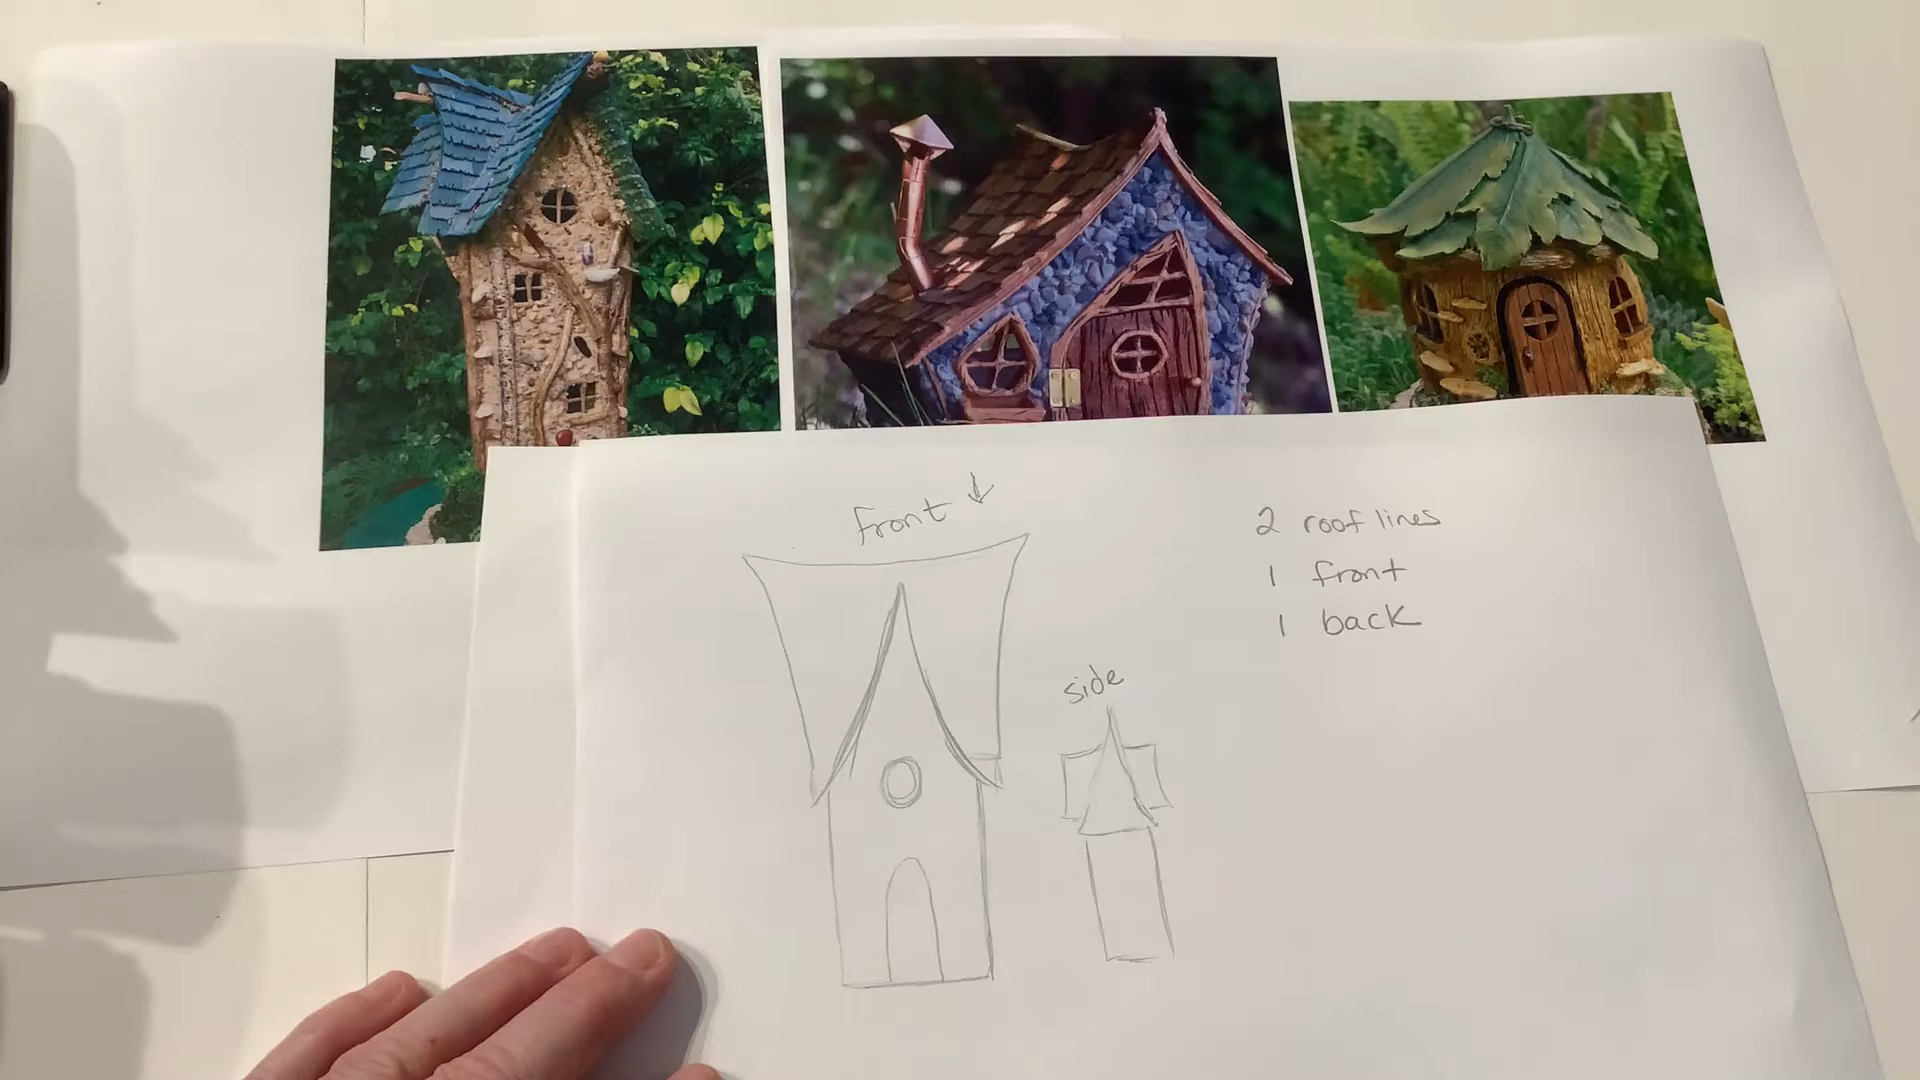 front ↓
2 roof lines
1 front
1 back
side